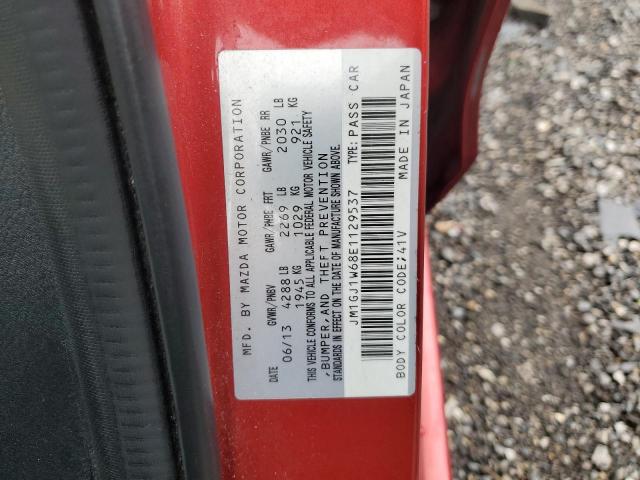 MFD. BY MAZDA MOTOR CORPORATION
DATE GVWR/PNBV GAWR/PNBE FRT GAWR/PNBE RR
06/13 4288 LB 2269 LB 2030 LB
1945 KG 1029 KG 921 KG
THIS VEHICLE CONFORMS TO ALL APPLICABLE FEDERAL MOTOR VEHICLE SAFETY
,BUMPER,AND THEFT PREVENTION
STANDARDS IN EFFECT ON THE DATE OF MANUFACTURE SHOWN ABOVE.
JM1GJ1W68E1129537 TYPE:PASS CAR
BODY COLOR CODE;41V MADE IN JAPAN